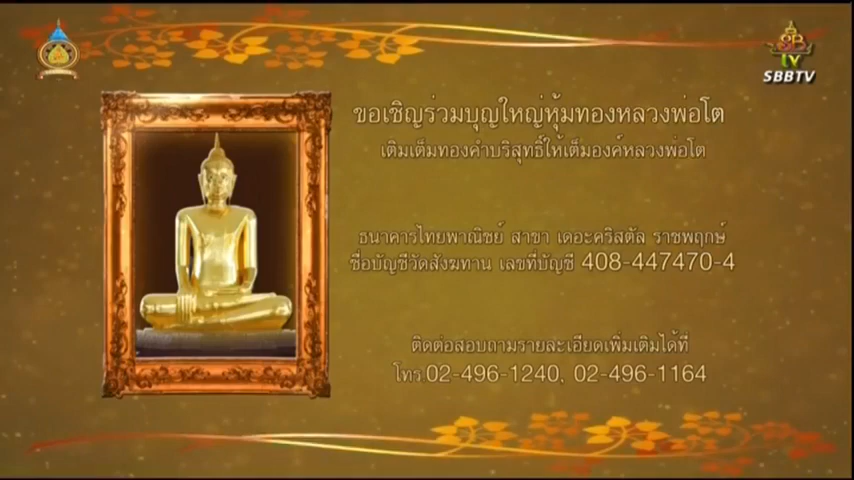 SB
TV
SBBTV
ขอเชิญร่วมบุญใหญ่หุ้มทองหลวงพ่อโต
เติมเต็มทองคำบริสุทธิ์ให้เต็มองค์หลวงพ่อโต
ธนาคารไทยพาณิชย์ สาขา เดอะคริสตัล ราชพฤกษ์
ชื่อบัญชีวัดสังฆทาน เลขที่บัญชี 408-447470-4
ติดต่อสอบถามรายละเอียดเพิ่มเติมได้ที่
โทร 02-496-1240, 02-496-1164